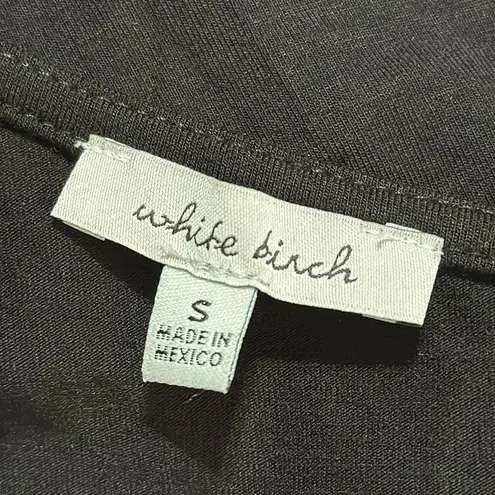 white birch
S
MADE IN
MEXICO